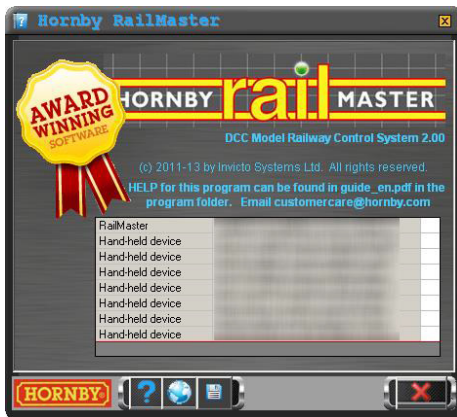 Hornby RailMaster
AWARD
WINNING
SOFTWARE
HORNBY rail MASTER
DCC Model Railway Control System 2.00
(c) 2011-13 by Invicto Systems Ltd. All rights reserved.
HELP for this program can be found in guide_en.pdf in the
program folder. Email customercare@hornby.com
RailMaster
Hand-held device
Hand-held device
Hand-held device
Hand-held device
Hand-held device
Hand-held device
Hand-held device
HORNBY